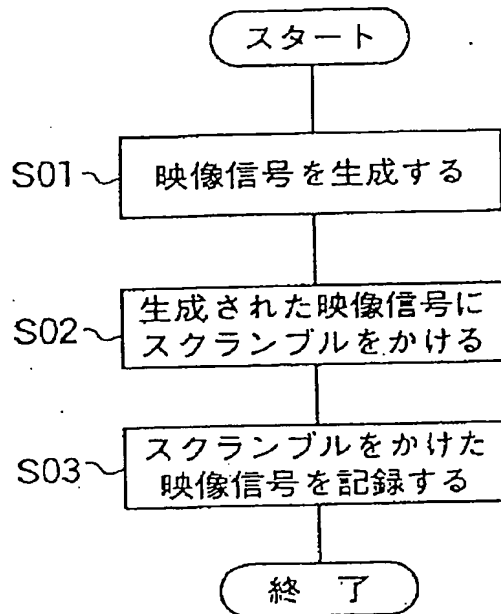 スタート
S01
映像信号を生成する
生成された映像信号に
S02
スクランブルをかける
スクランブルをかけた
S03
映像信号を記録する
終 了